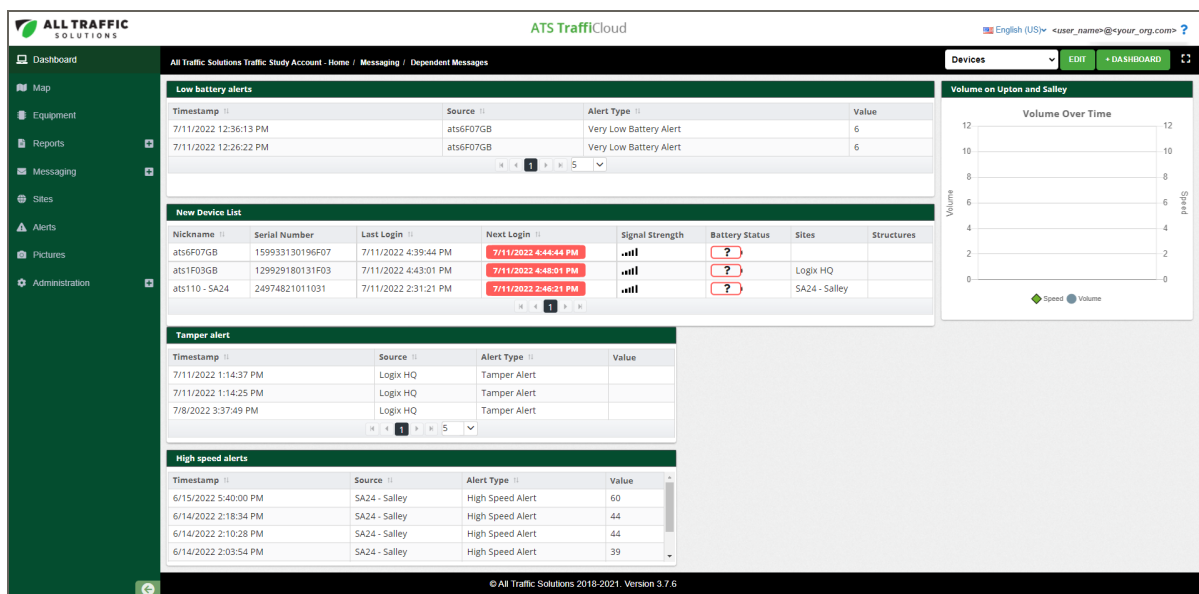 ALL TRAFFIC
SOLUTIONS
ATS TraffiCloud
English (US) <user_name>@<your_org.com> ?
Dashboard
Map
Equipment
Reports
Messaging
Sites
Alerts
Pictures
Administration
All Traffic Solutions Traffic Study Account - Home / Messaging / Dependent Messages
Devices EDIT + DASHBOARD
Low battery alerts
Timestamp Source Alert Type Value
7/11/2022 12:36:13 PM ats6F07GB Very Low Battery Alert 6
7/11/2022 12:26:22 PM ats6F07GB Very Low Battery Alert 6
1 5
New Device List
Nickname Serial Number Last Login Next Login Signal Strength Battery Status Sites Structures
ats6F07GB 159933130196F07 7/11/2022 4:39:44 PM 7/11/2022 4:44:44 PM ?
ats1F03GB 129929180131F03 7/11/2022 4:43:01 PM 7/11/2022 4:48:01 PM ? Logix HQ
ats110 - SA24 24974821011031 7/11/2022 2:31:21 PM 7/11/2022 2:46:21 PM ? SA24 - Salley
1
Tamper alert
Timestamp Source Alert Type Value
7/11/2022 1:14:37 PM Logix HQ Tamper Alert
7/11/2022 1:14:25 PM Logix HQ Tamper Alert
7/8/2022 3:37:49 PM Logix HQ Tamper Alert
1 5
High speed alerts
Timestamp Source Alert Type Value
6/15/2022 5:40:00 PM SA24 - Salley High Speed Alert 60
6/14/2022 2:18:34 PM SA24 - Salley High Speed Alert 44
6/14/2022 2:10:28 PM SA24 - Salley High Speed Alert 44
6/14/2022 2:03:54 PM SA24 - Salley High Speed Alert 39
Volume on Upton and Salley
Volume Over Time
12 12
10 10
8 8
6 6
4 4
2 2
0 0
Volume
Speed
Speed Volume
© All Traffic Solutions 2018-2021. Version 3.7.6